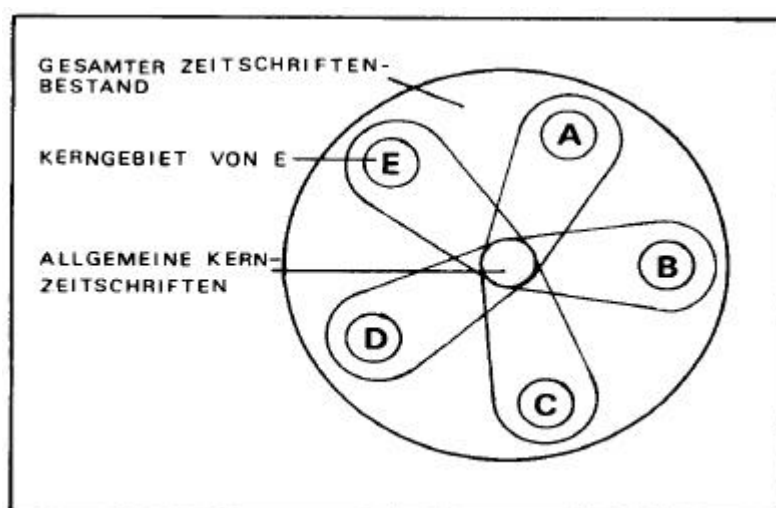 GESAMTER ZEITSCHRIFTEN-
BESTAND
A
KERNGEBIET VON E
E
B
ALLGEMEINE KERN-
ZEITSCHRIFTEN
D
C